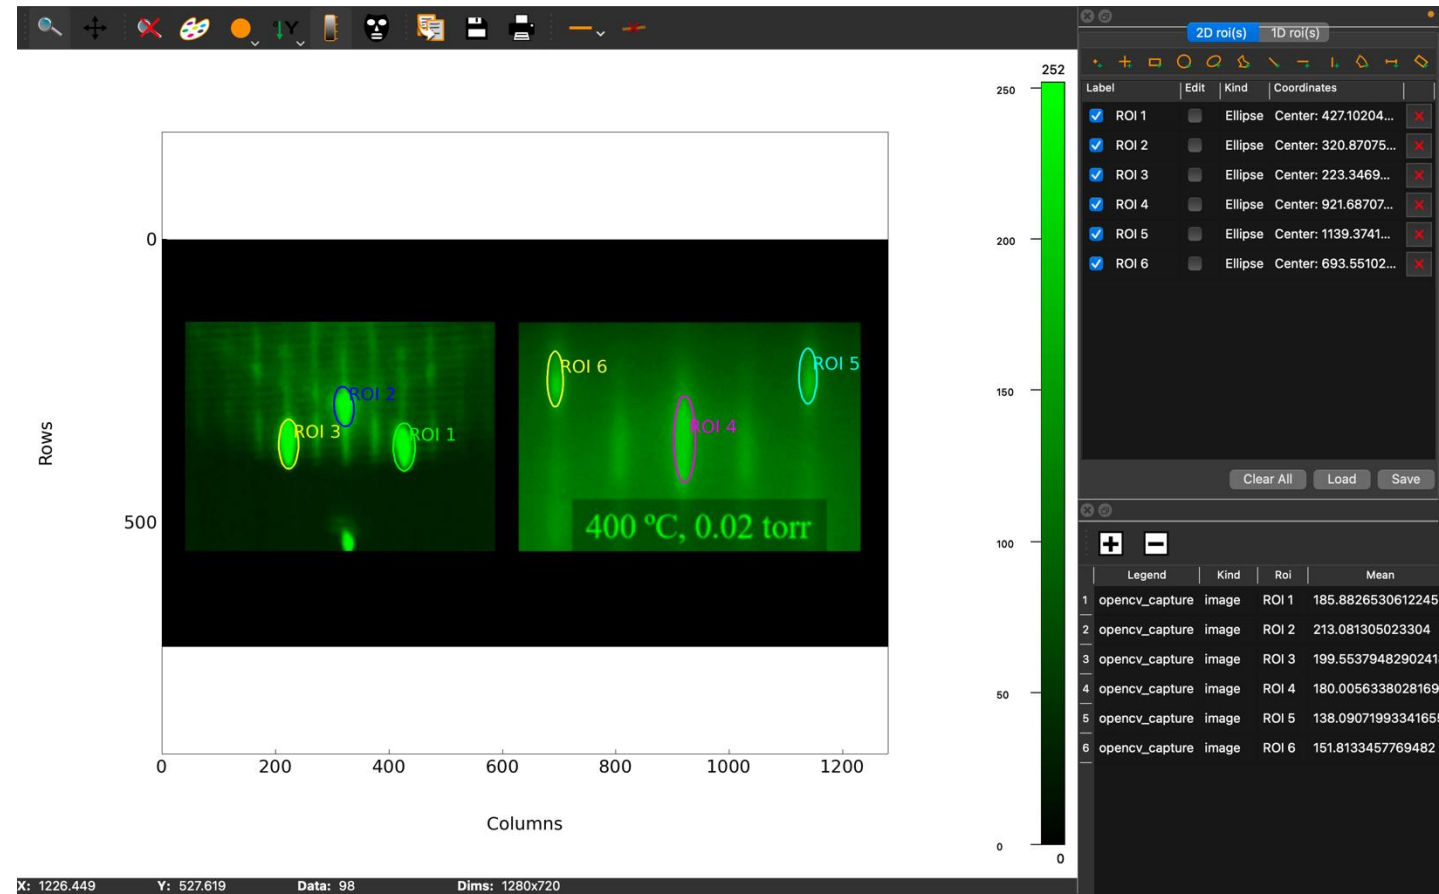 2D roi(s) 1D roi(s)
Label Edit Kind Coordinates
ROI 1 Ellipse Center: 427.10204...
ROI 2 Ellipse Center: 320.87075...
ROI 3 Ellipse Center: 223.3469...
ROI 4 Ellipse Center: 921.68707...
ROI 5 Ellipse Center: 1139.3741...
ROI 6 Ellipse Center: 693.55102...
Clear All Load Save
Legend Kind Roi Mean
1 opencv_capture image ROI 1 185.8826530612245
2 opencv_capture image ROI 2 213.081305023304
3 opencv_capture image ROI 3 199.5537948290241
4 opencv_capture image ROI 4 180.0056338028169
5 opencv_capture image ROI 5 138.0907199334165
6 opencv_capture image ROI 6 151.8133457769482
252
250
200
150
100
50
0
0
Rows
0
500
ROI 6
ROI 5
ROI 2
ROI 3
ROI 1
ROI 4
400 ºC, 0.02 torr
0 200 400 600 800 1000 1200
Columns
X: 1226.449 Y: 527.619 Data: 98 Dims: 1280x720